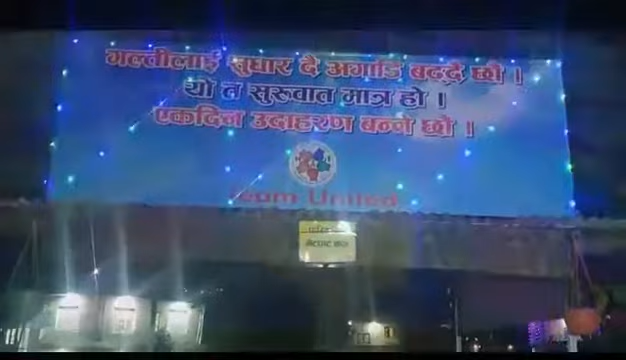 गल्तीलाई सुधार दै अगाडि बढ्दै छौ ।
यो त सुरुवात मात्र हो ।
एकदिन उदाहरण बन्ने छौ ।
Team United